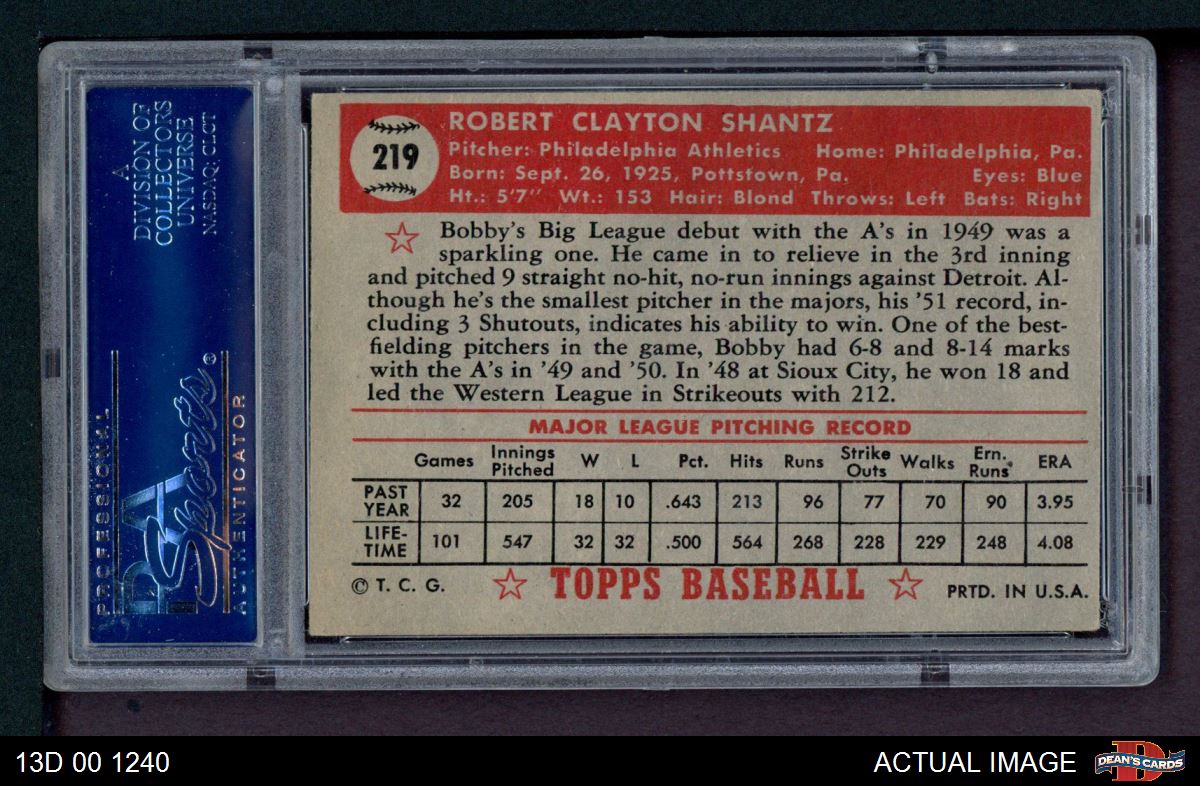 A
DIVISION OF
COLLECTORS
UNIVERSE
NASDAQ: CLCT
PROFESSIONAL
PSA
Sports®
AUTHENTICATOR
219
ROBERT CLAYTON SHANTZ
Pitcher: Philadelphia Athletics Home: Philadelphia, Pa.
Born: Sept. 26, 1925, Pottstown, Pa. Eyes: Blue
Ht.: 5'7" Wt.: 153 Hair: Blond Throws: Left Bats: Right
Bobby's Big League debut with the A's in 1949 was a
sparkling one. He came in to relieve in the 3rd inning
and pitched 9 straight no-hit, no-run innings against Detroit. Al-
though he's the smallest pitcher in the majors, his '51 record, in-
cluding 3 Shutouts, indicates his ability to win. One of the best-
fielding pitchers in the game, Bobby had 6-8 and 8-14 marks
with the A's in '49 and '50. In '48 at Sioux City, he won 18 and
led the Western League in Strikeouts with 212.
MAJOR LEAGUE PITCHING RECORD
Games Innings Pitched W L Pct. Hits Runs Strike Outs Walks Ern. Runs ERA
PAST YEAR 32 205 18 10 .643 213 96 77 70 90 3.95
LIFE-TIME 101 547 32 32 .500 564 268 228 229 248 4.08
© T. C. G. TOPPS BASEBALL PRTD. IN U.S.A.
13D 00 1240 ACTUAL IMAGE DEAN'S CARDS